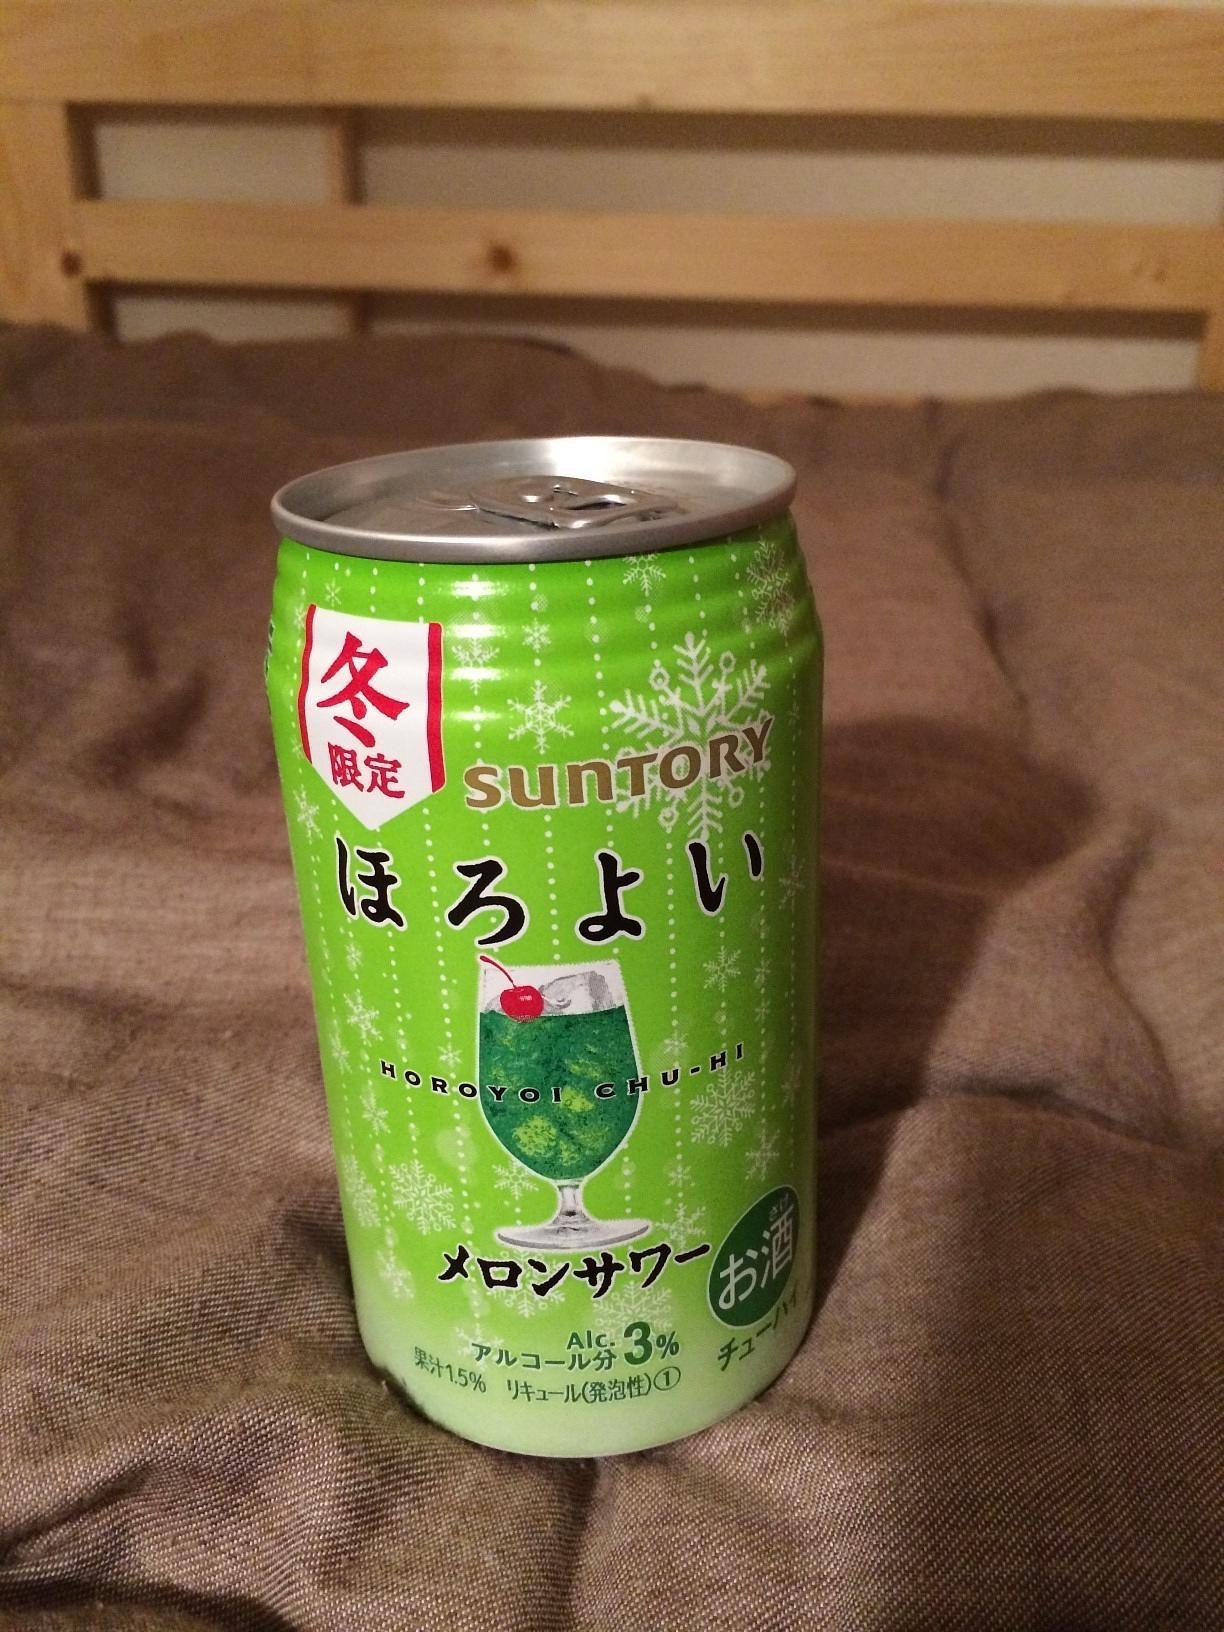 冬
限定
SUNTORY
ほろよい
HOROYOI CHU-HI
メロンサワー
さけ
お酒
チューハイ
Alc.
アルコール分3%
果汁1.5% リキュール(発泡性)①